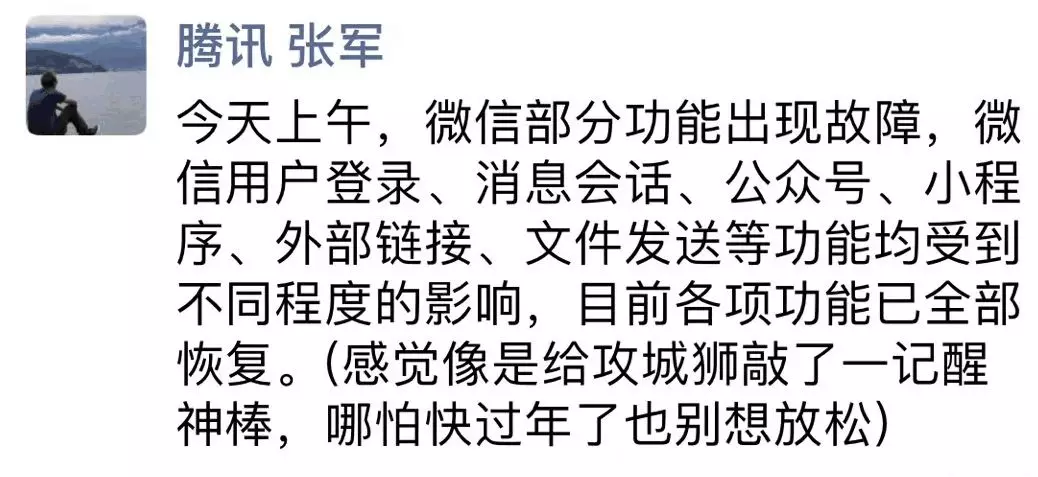 腾讯 张军
今天上午，微信部分功能出现故障，微
信用户登录、消息会话、公众号、小程
序、外部链接、文件发送等功能均受到
不同程度的影响，目前各项功能已全部
恢复。(感觉像是给攻城狮敲了一记醒
神棒，哪怕快过年了也别想放松)